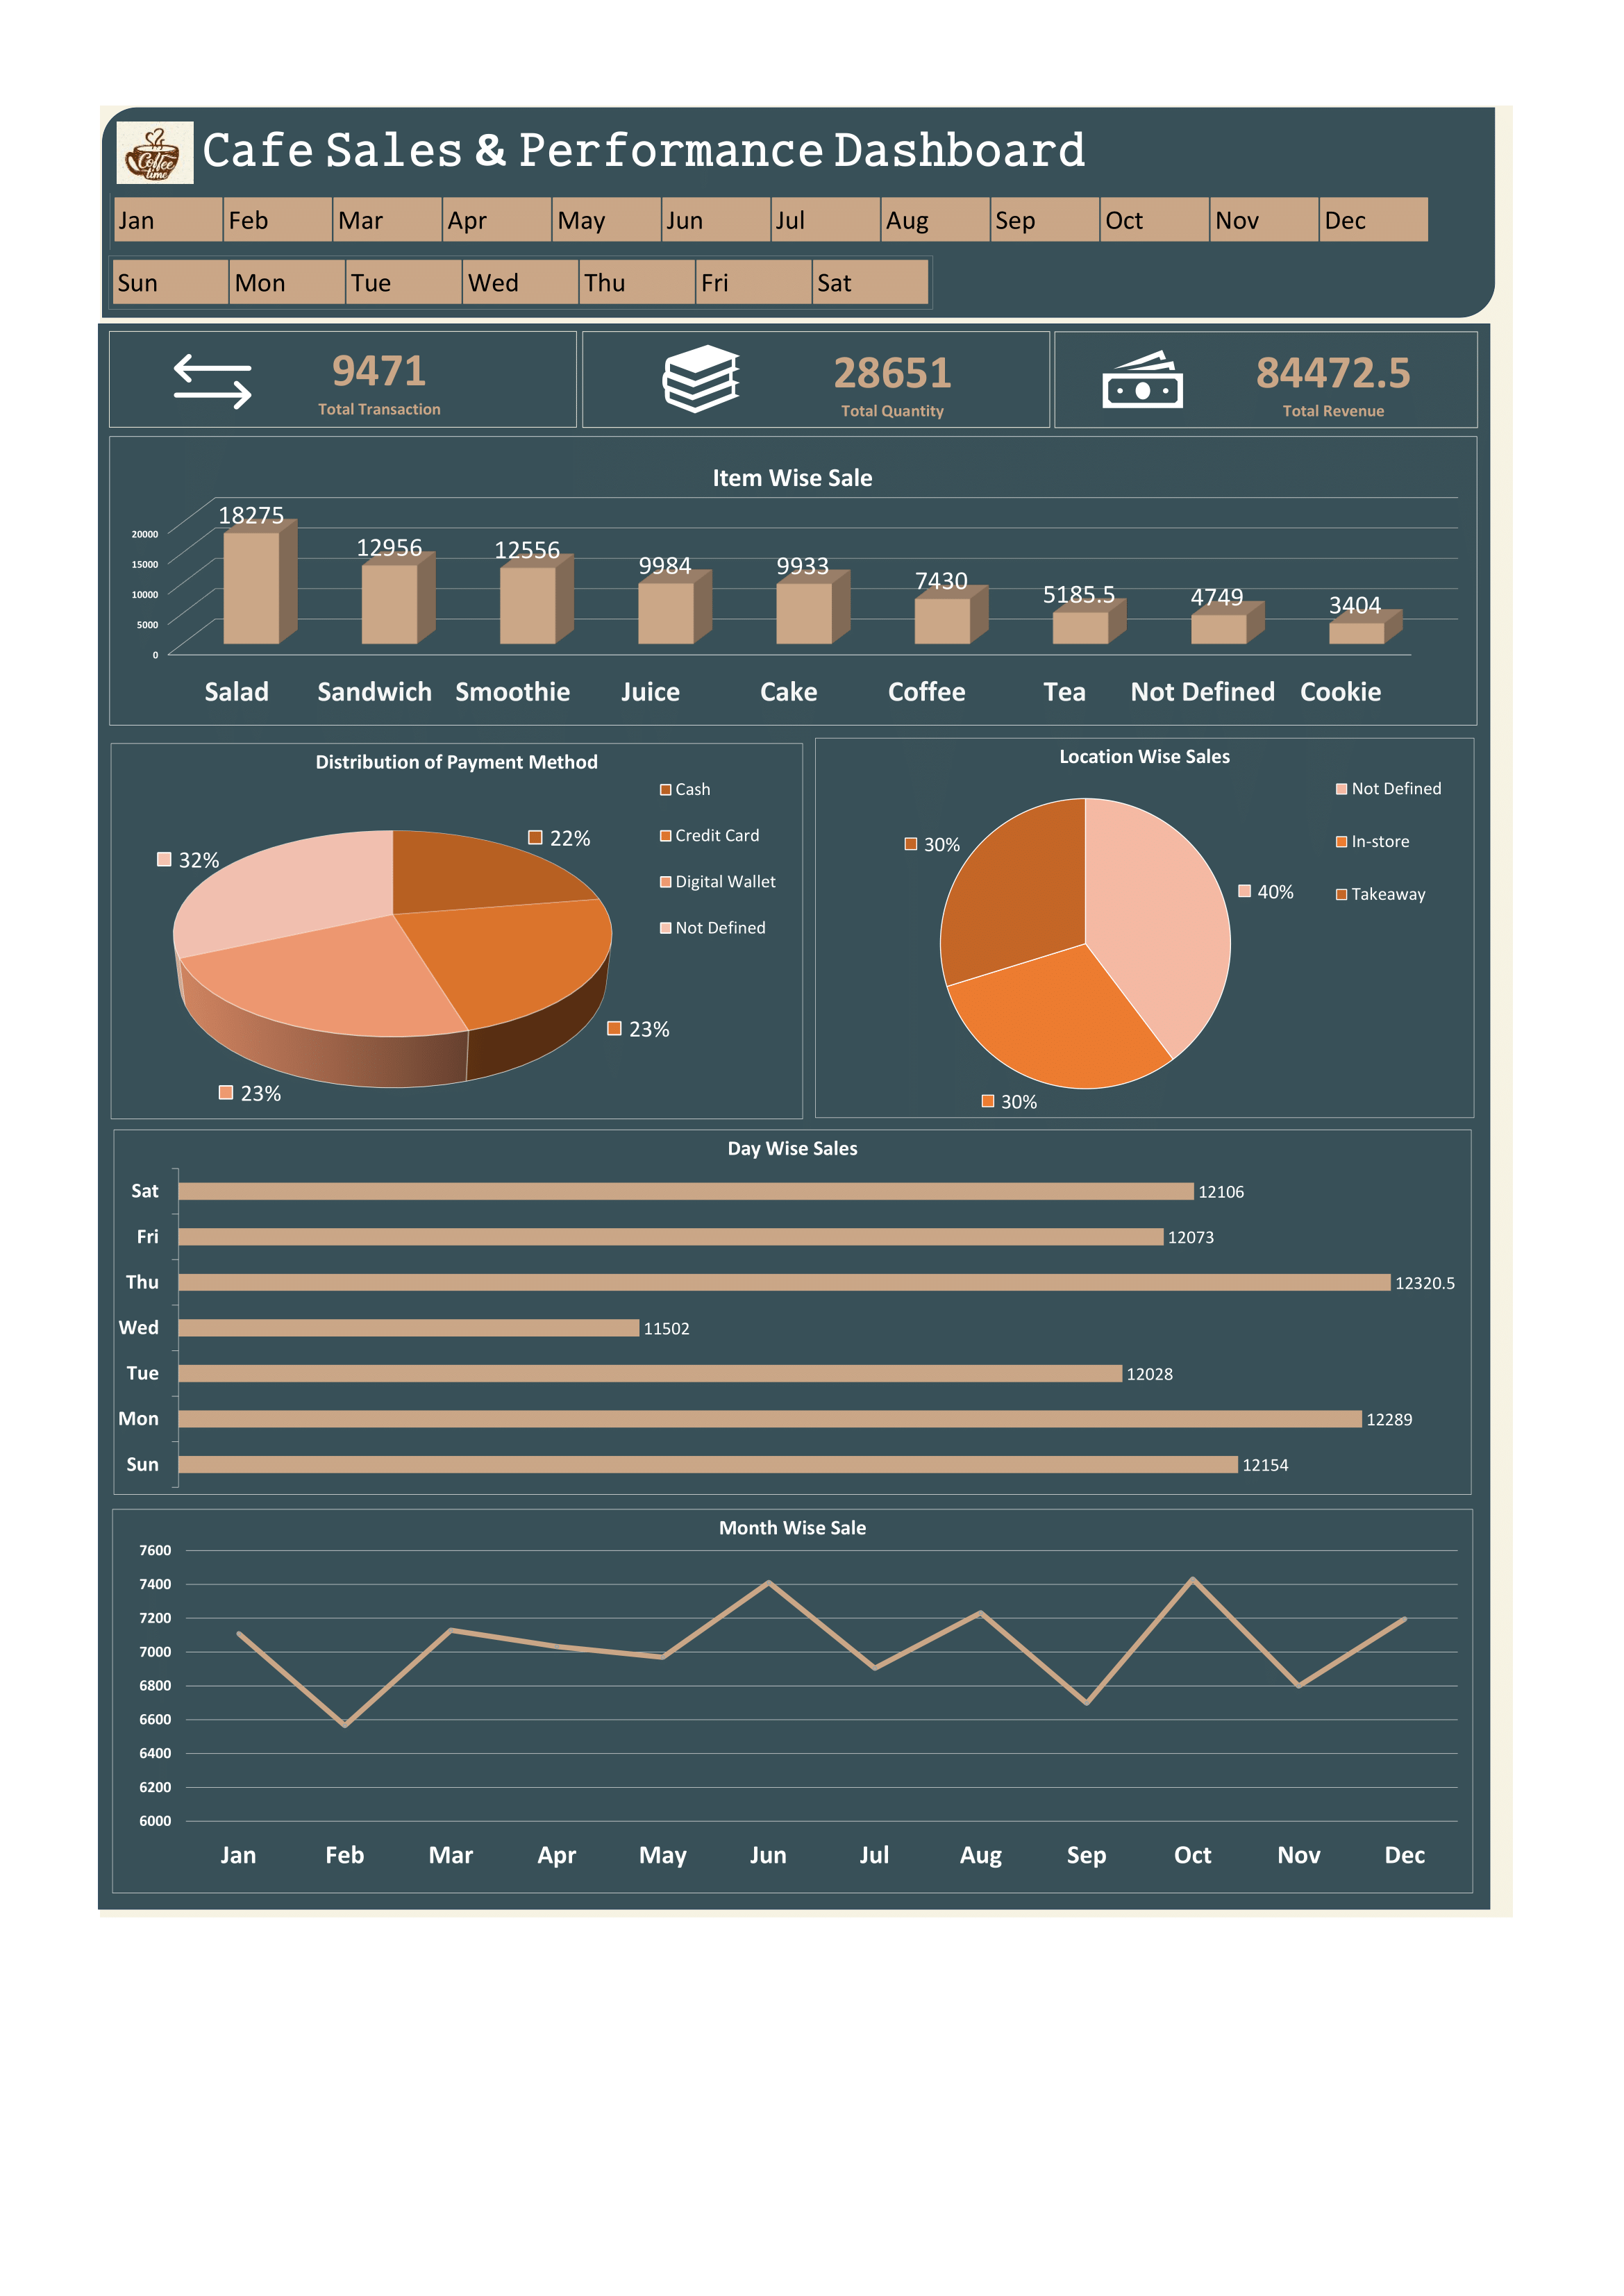 Coffee
time
Cafe Sales & Performance Dashboard
Jan Feb Mar Apr May Jun Jul Aug Sep Oct Nov Dec
Sun Mon Tue Wed Thu Fri Sat
9471
Total Transaction
28651
Total Quantity
84472.5
Total Revenue
Item Wise Sale
18275 12956 12556 9984 9933 7430 5185.5 4749 3404
20000
15000
10000
5000
0
Salad Sandwich Smoothie Juice Cake Coffee Tea Not Defined Cookie
Distribution of Payment Method
Cash
Credit Card
Digital Wallet
Not Defined
22%
32%
23%
23%
Location Wise Sales
Not Defined
In-store
Takeaway
30%
40%
30%
Day Wise Sales
Sat 12106
Fri 12073
Thu 12320.5
Wed 11502
Tue 12028
Mon 12289
Sun 12154
Month Wise Sale
7600
7400
7200
7000
6800
6600
6400
6200
6000
Jan Feb Mar Apr May Jun Jul Aug Sep Oct Nov Dec